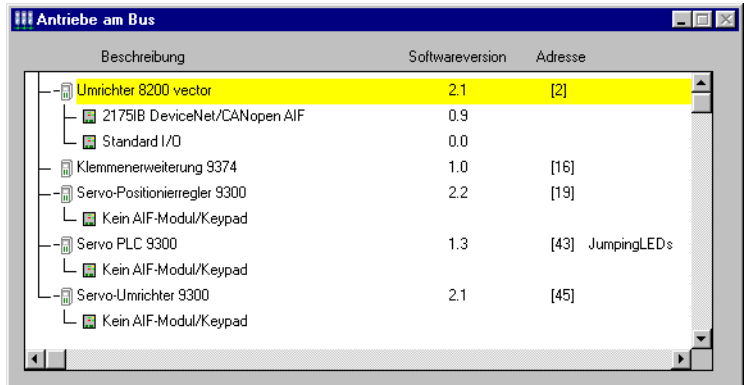 Antriebe am Bus
Beschreibung Softwareversion Adresse
Umrichter 8200 vector 2.1 [2]
2175IB DeviceNet/CANopen AIF 0.9
Standard I/O 0.0
Klemmenerweiterung 9374 1.0 [16]
Servo-Positionierregler 9300 2.2 [19]
Kein AIF-Modul/Keypad
Servo PLC 9300 1.3 [43] JumpingLEDs
Kein AIF-Modul/Keypad
Servo-Umrichter 9300 2.1 [45]
Kein AIF-Modul/Keypad